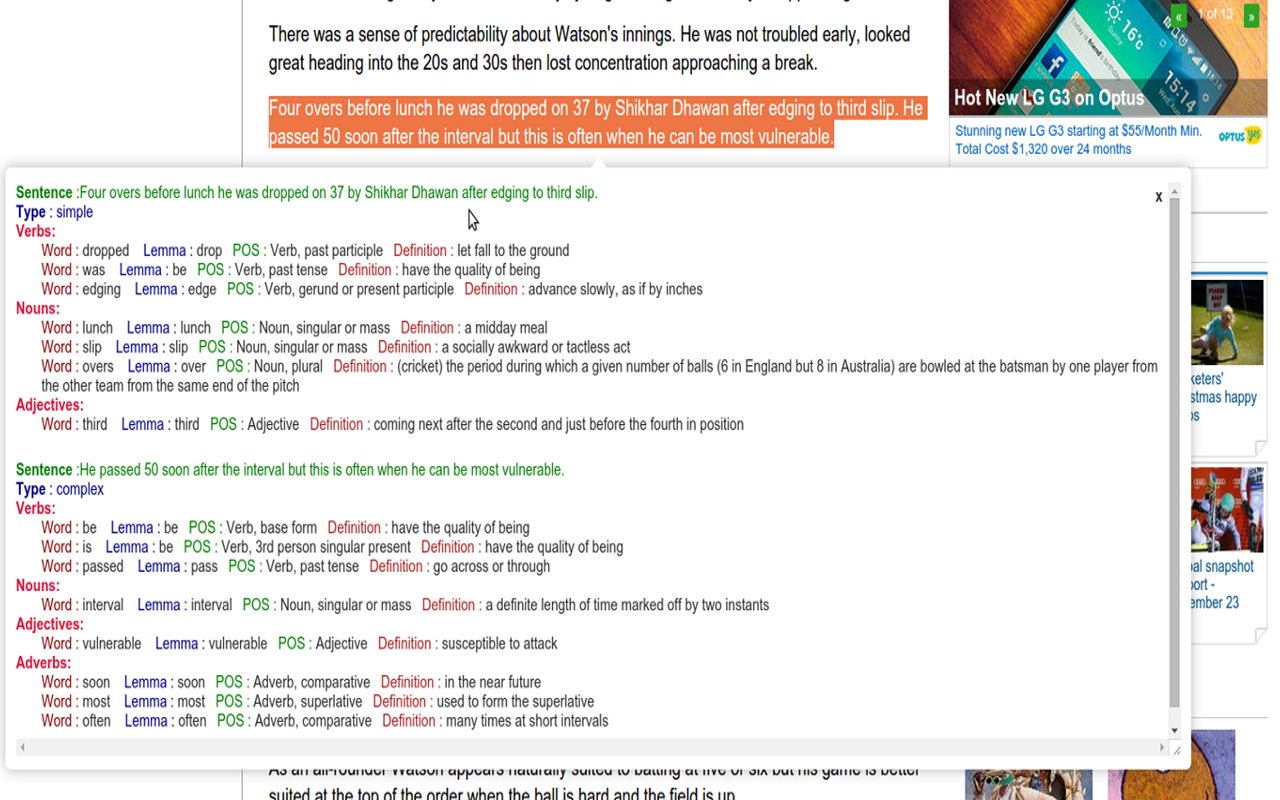 There was a sense of predictability about Watson's innings. He was not troubled early, looked
great heading into the 20s and 30s then lost concentration approaching a break.
Four overs before lunch he was dropped on 37 by Shikhar Dhawan after edging to third slip. He
passed 50 soon after the interval but this is often when he can be most vulnerable.
« 1 of 13 »
16°c
Sunny
15:14
Hot New LG G3 on Optus
Stunning new LG G3 starting at $55/Month Min.
Total Cost $1,320 over 24 months
OPTUS yes
x
Sentence :Four overs before lunch he was dropped on 37 by Shikhar Dhawan after edging to third slip.
Type : simple
Verbs:
Word : dropped Lemma : drop POS : Verb, past participle Definition : let fall to the ground
Word : was Lemma : be POS : Verb, past tense Definition : have the quality of being
Word : edging Lemma : edge POS : Verb, gerund or present participle Definition : advance slowly, as if by inches
Nouns:
Word : lunch Lemma : lunch POS : Noun, singular or mass Definition : a midday meal
Word : slip Lemma : slip POS : Noun, singular or mass Definition : a socially awkward or tactless act
Word : overs Lemma : over POS : Noun, plural Definition : (cricket) the period during which a given number of balls (6 in England but 8 in Australia) are bowled at the batsman by one player from
the other team from the same end of the pitch
Adjectives:
Word : third Lemma : third POS : Adjective Definition : coming next after the second and just before the fourth in position
Sentence :He passed 50 soon after the interval but this is often when he can be most vulnerable.
Type : complex
Verbs:
Word : be Lemma : be POS : Verb, base form Definition : have the quality of being
Word : is Lemma : be POS : Verb, 3rd person singular present Definition : have the quality of being
Word : passed Lemma : pass POS : Verb, past tense Definition : go across or through
Nouns:
Word : interval Lemma : interval POS : Noun, singular or mass Definition : a definite length of time marked off by two instants
Adjectives:
Word : vulnerable Lemma : vulnerable POS : Adjective Definition : susceptible to attack
Adverbs:
Word : soon Lemma : soon POS : Adverb, comparative Definition : in the near future
Word : most Lemma : most POS : Adverb, superlative Definition : used to form the superlative
Word : often Lemma : often POS : Adverb, comparative Definition : many times at short intervals
PLEASE KEEP OFF
keters'
stmas happy
os
al snapshot
ort -
ember 23
As an all-rounder Watson appears naturally suited to batting at five or six but his game is better
suited at the top of the order when the ball is hard and the field is up.